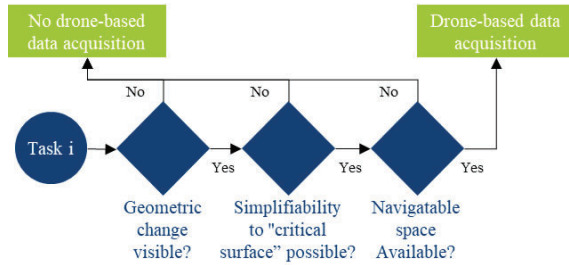 No drone-based
data acquisition
Drone-based data
acquisition
No
No
No
Task i
Yes
Yes
Yes
Geometric
change
visible?
Simplifiability
to "critical
surface” possible?
Navigatable
space
Available?